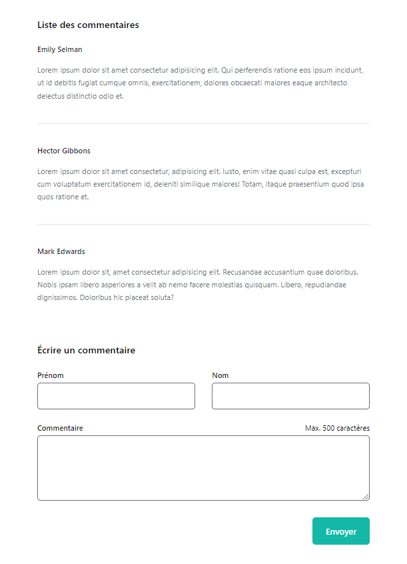 Liste des commentaires
Emily Selman
Lorem ipsum dolor sit amet consectetur adipisicing elit. Qui perferendis ratione eos ipsum incidunt,
ut id debitis fugiat cumque omnis, exercitationem, dolores obcaecati maiores eaque architecto
delectus distinctio odio et.
Hector Gibbons
Lorem ipsum dolor sit amet consectetur, adipisicing elit. Iusto, enim vitae quasi culpa est, excepturi
cum voluptatum exercitationem id, deleniti similique maiores! Totam, itaque praesentium quod ipsa
quos ratione et.
Mark Edwards
Lorem ipsum dolor sit, amet consectetur adipisicing elit. Recusandae accusantium quae doloribus.
Nobis ipsam libero asperiores a velit ab nemo facere molestias quisquam. Libero, repudiandae
dignissimos. Doloribus hic placeat soluta?
Écrire un commentaire
Prénom
Nom
Commentaire
Max. 500 caractères
Envoyer